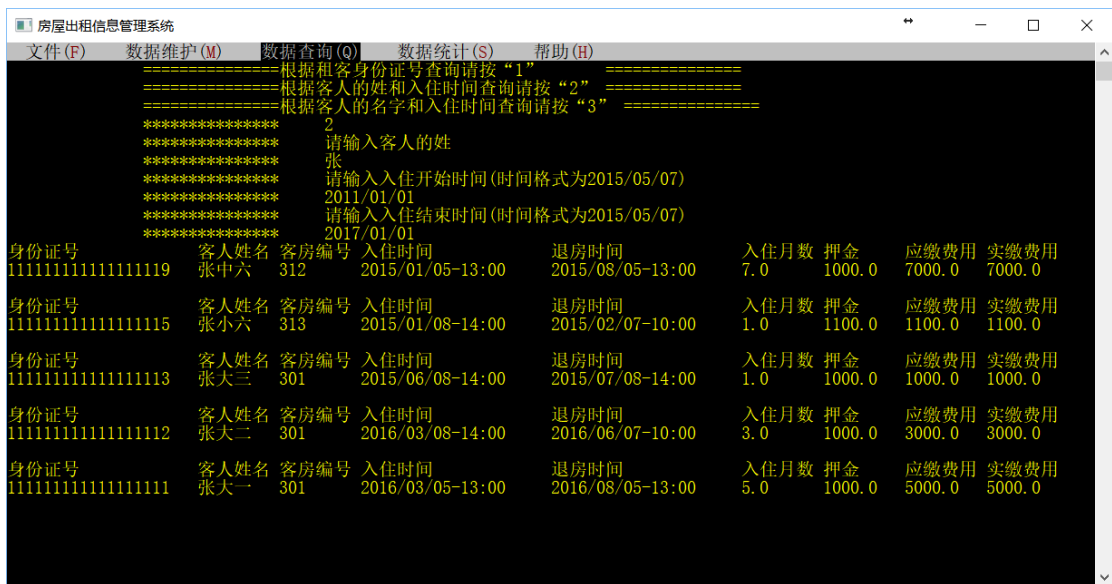 房屋出租信息管理系统
文件(F) 数据维护(M) 数据查询(Q) 数据统计(S) 帮助(H)
===============根据租客身份证号查询请按“1” ===============
===============根据客人的姓和入住时间查询请按“2” ===============
===============根据客人的名字和入住时间查询请按“3” ===============
*************** 2
*************** 请输入客人的姓
*************** 张
*************** 请输入入住开始时间(时间格式为2015/05/07)
*************** 2011/01/01
*************** 请输入入住结束时间(时间格式为2015/05/07)
*************** 2017/01/01
身份证号 客人姓名 客房编号 入住时间 退房时间 入住月数 押金 应缴费用 实缴费用
111111111111111119 张中六 312 2015/01/05-13:00 2015/08/05-13:00 7.0 1000.0 7000.0 7000.0
身份证号 客人姓名 客房编号 入住时间 退房时间 入住月数 押金 应缴费用 实缴费用
111111111111111115 张小六 313 2015/01/08-14:00 2015/02/07-10:00 1.0 1100.0 1100.0 1100.0
身份证号 客人姓名 客房编号 入住时间 退房时间 入住月数 押金 应缴费用 实缴费用
111111111111111113 张大三 301 2015/06/08-14:00 2015/07/08-14:00 1.0 1000.0 1000.0 1000.0
身份证号 客人姓名 客房编号 入住时间 退房时间 入住月数 押金 应缴费用 实缴费用
111111111111111112 张大二 301 2016/03/08-14:00 2016/06/07-10:00 3.0 1000.0 3000.0 3000.0
身份证号 客人姓名 客房编号 入住时间 退房时间 入住月数 押金 应缴费用 实缴费用
111111111111111111 张大一 301 2016/03/05-13:00 2016/08/05-13:00 5.0 1000.0 5000.0 5000.0